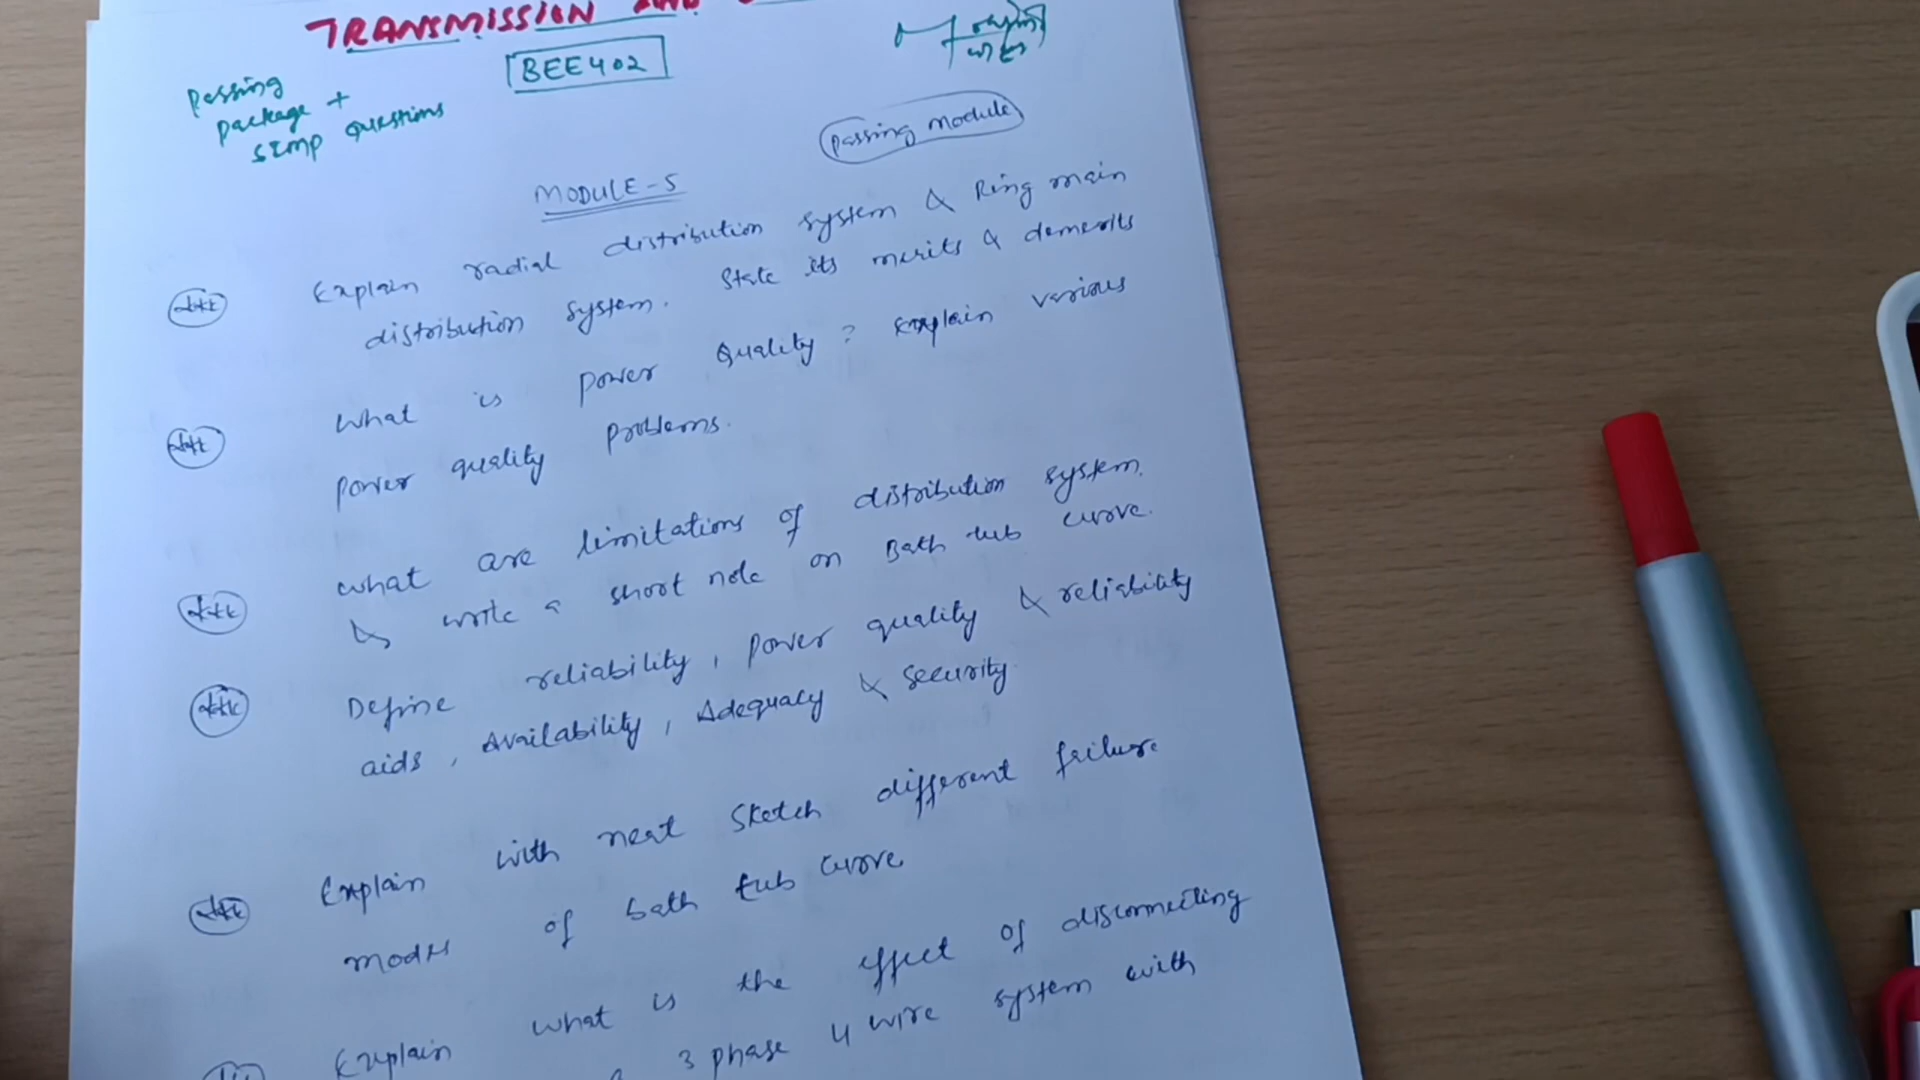 TRANSMISSION AND
BEE402
Passing
package +
SIMP Questions
passing module
MODULE-5
Explain radial distribution system & Ring main
distribution system. State its merits & demerits
What is power Quality? explain various
power quality problems.
What are limitations of distribution system.
write a short note on Bath tub curve.
Define reliability, power quality & reliability
aids, Availability, Adequacy & security
Explain with neat sketch different failure
modes of bath tub curve
Explain what is the effect of disconnecting
3 phase 4 wire system with